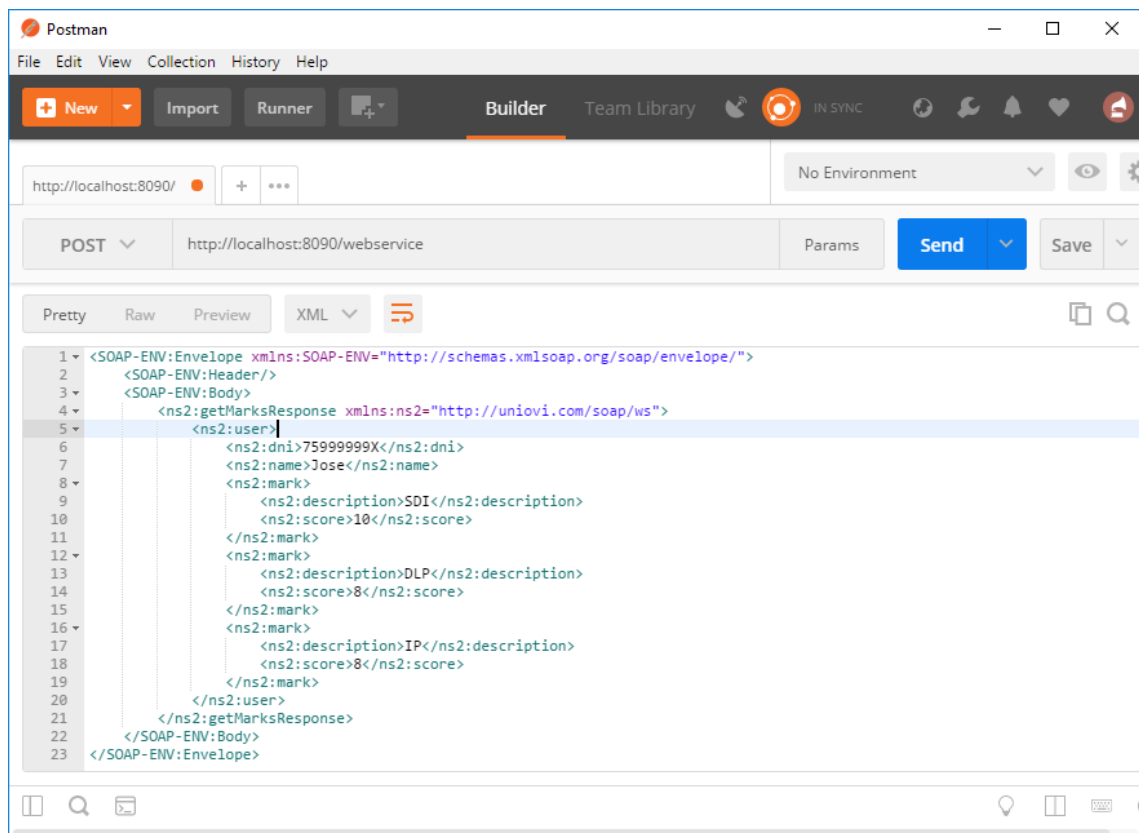 Postman
File Edit View Collection History Help
New Import Runner Builder Team Library IN SYNC
http://localhost:8090/ + ••• No Environment
POST http://localhost:8090/webservice Params Send Save
Pretty Raw Preview XML
1 <SOAP-ENV:Envelope xmlns:SOAP-ENV="http://schemas.xmlsoap.org/soap/envelope/">
2 <SOAP-ENV:Header/>
3 <SOAP-ENV:Body>
4 <ns2:getMarksResponse xmlns:ns2="http://uniovi.com/soap/ws">
5 <ns2:user>
6 <ns2:dni>75999999X</ns2:dni>
7 <ns2:name>Jose</ns2:name>
8 <ns2:mark>
9 <ns2:description>SDI</ns2:description>
10 <ns2:score>10</ns2:score>
11 </ns2:mark>
12 <ns2:mark>
13 <ns2:description>DLP</ns2:description>
14 <ns2:score>8</ns2:score>
15 </ns2:mark>
16 <ns2:mark>
17 <ns2:description>IP</ns2:description>
18 <ns2:score>8</ns2:score>
19 </ns2:mark>
20 </ns2:user>
21 </ns2:getMarksResponse>
22 </SOAP-ENV:Body>
23 </SOAP-ENV:Envelope>